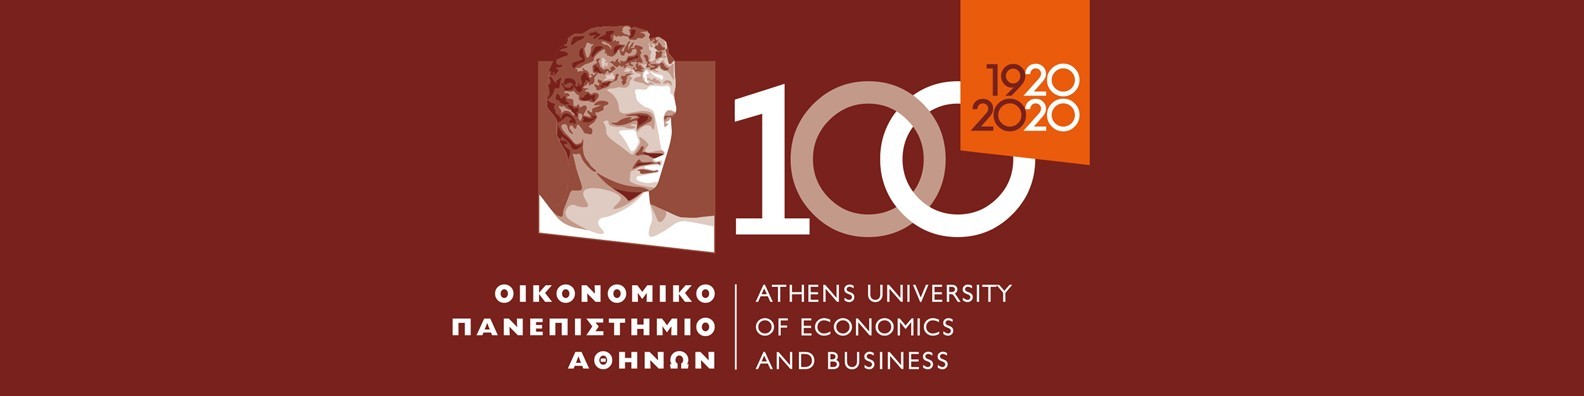 100
1920
2020
ΟΙΚΟΝΟΜΙΚΟ
ΠΑΝΕΠΙΣΤΗΜΙΟ
ΑΘΗΝΩΝ
ATHENS UNIVERSITY
OF ECONOMICS
AND BUSINESS